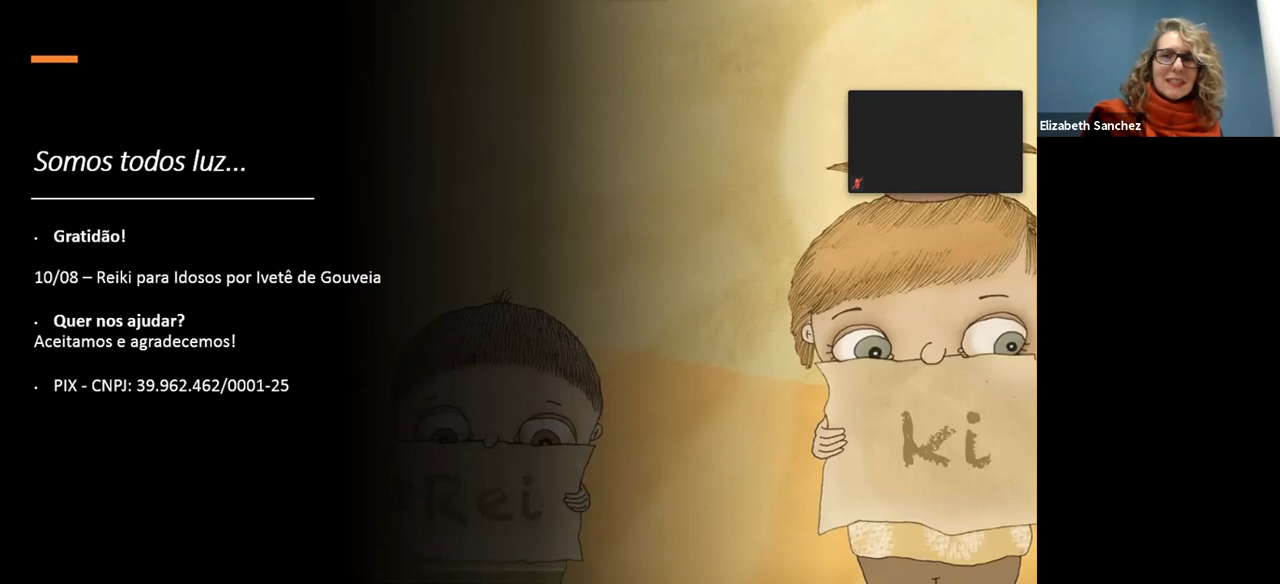 Somos todos luz...
• Gratidão!
10/08 – Reiki para Idosos por Ivetê de Gouveia
• Quer nos ajudar?
Aceitamos e agradecemos!
• PIX - CNPJ: 39.962.462/0001-25
Rei
ki
Elizabeth Sanchez